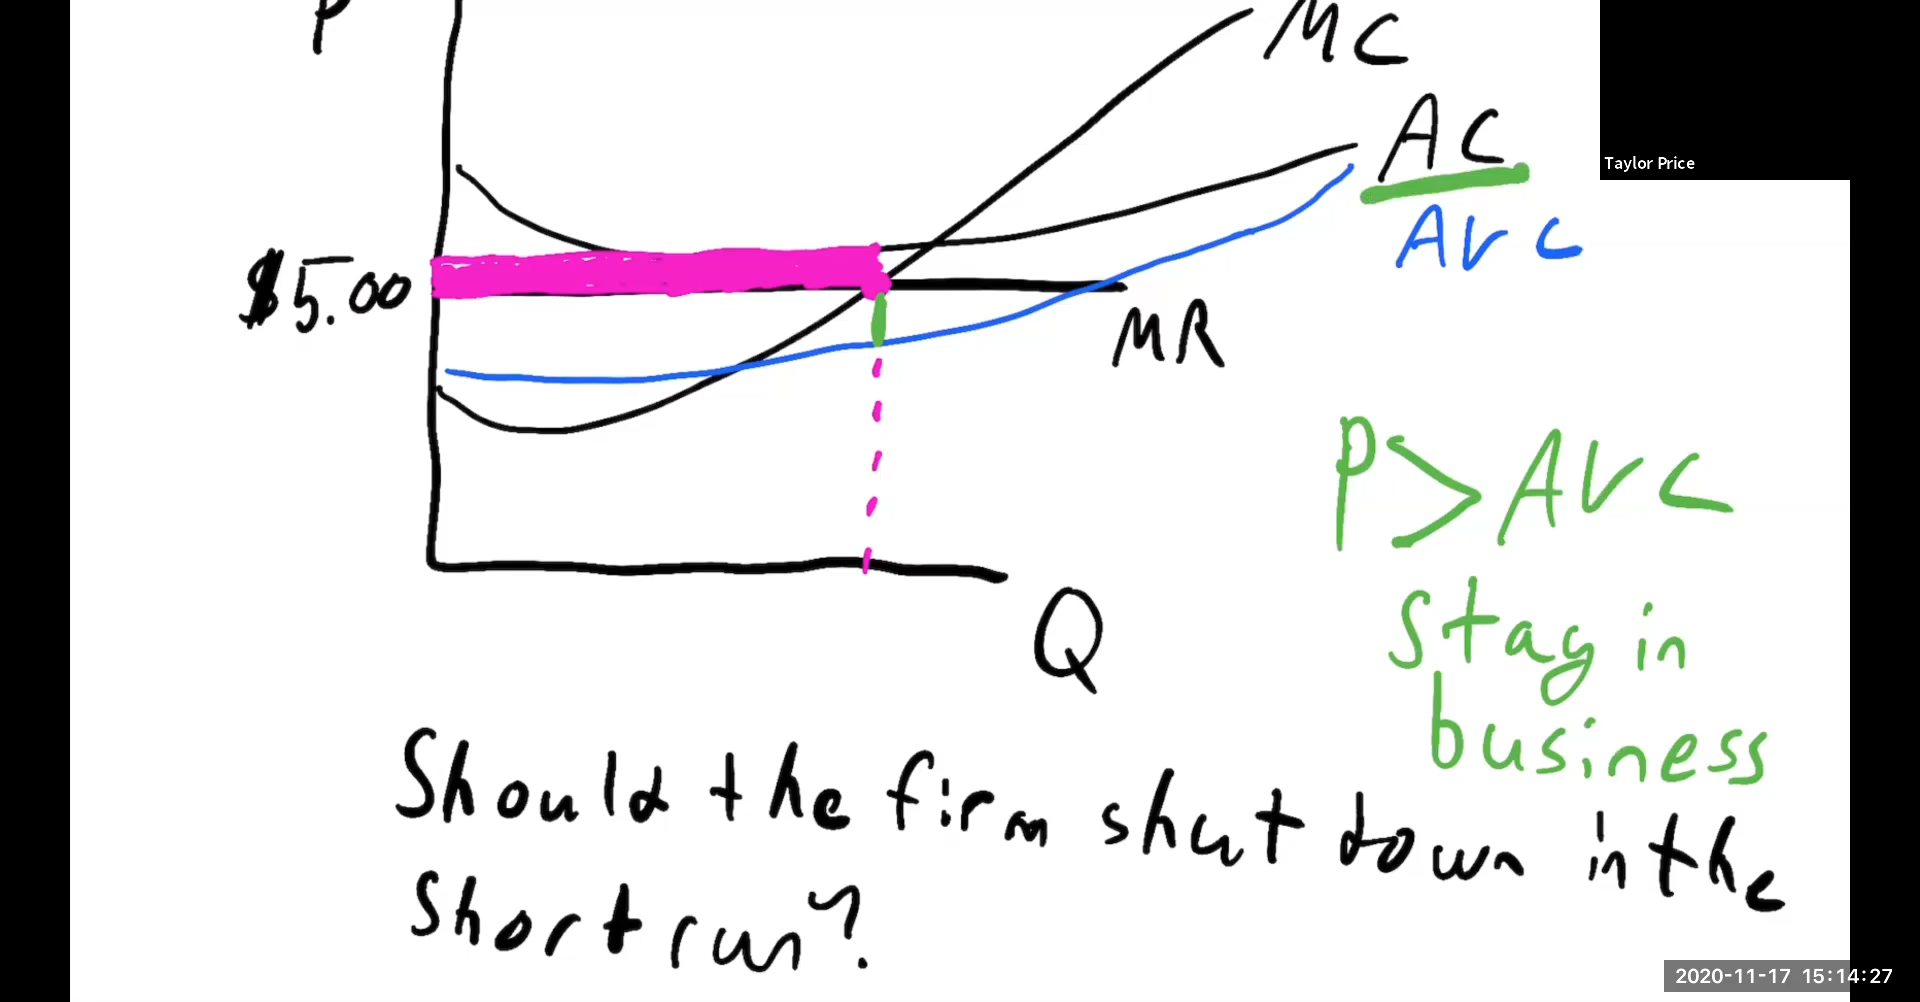 P
MC
AC
Taylor Price
AVC
$5.00
MR
P>AVC
Stay in
business
Q
Should the firm shut down in the
short run?
2020-11-17 15:14:27